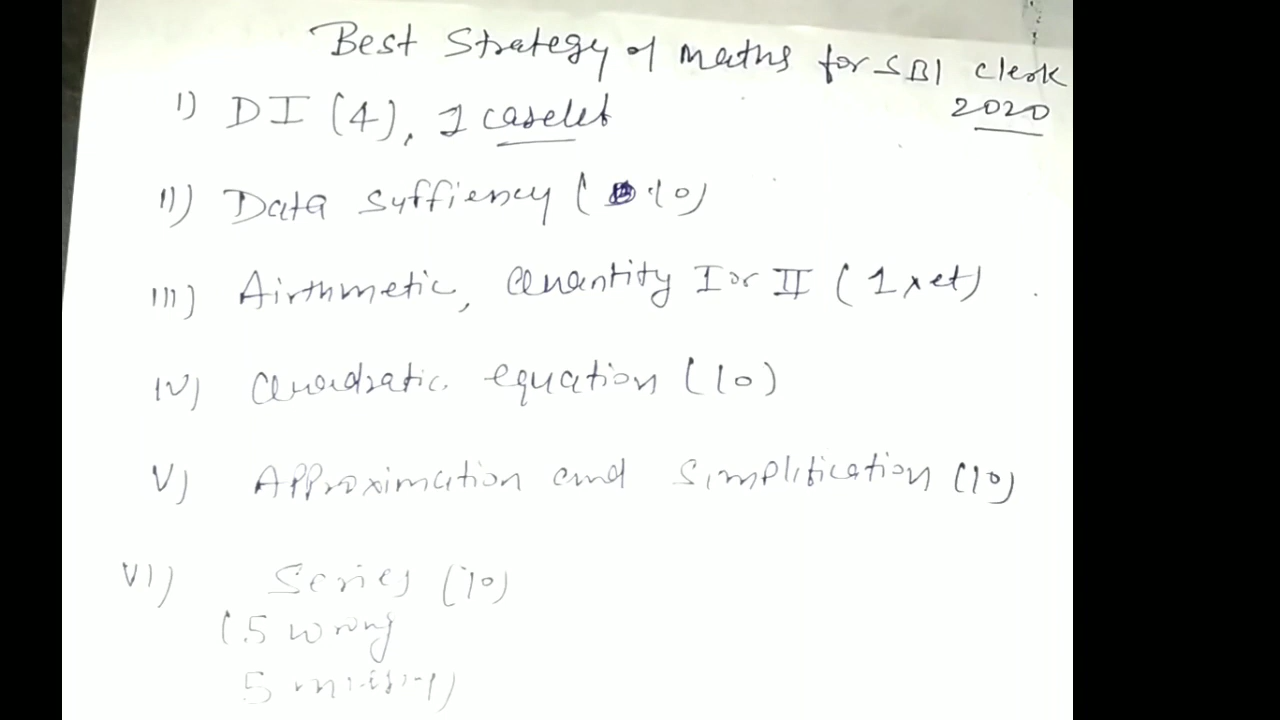 Best Strategy of maths for SBI Clerk
2020
I) DI (4), 1 caselet
II) Data suffiency (10)
III) Airthmetic, Quantity I or II (1 set)
IV) Quadratic equation (10)
V) Approximation and Simplification (10)
VI) Series (10)
(5 wrong
5 missing)